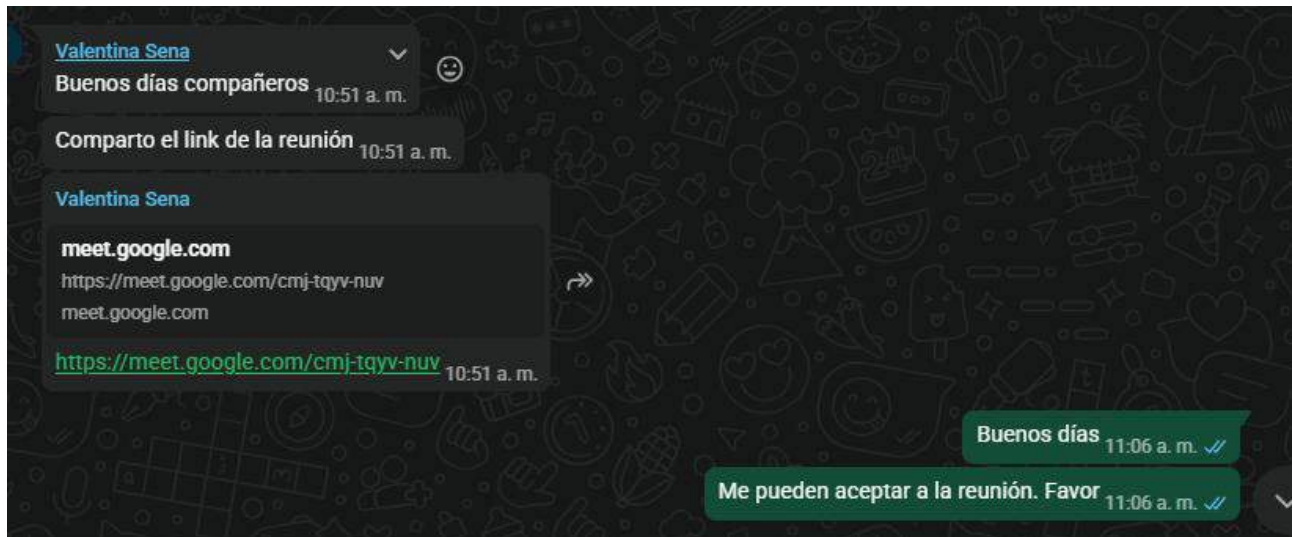 Valentina Sena
Buenos días compañeros 10:51 a. m.
Comparto el link de la reunión 10:51 a. m.
Valentina Sena
meet.google.com
https://meet.google.com/cmj-tqyv-nuv
meet.google.com
https://meet.google.com/cmj-tqyv-nuv 10:51 a. m.
Buenos días 11:06 a. m.
Me pueden aceptar a la reunión. Favor 11:06 a. m.